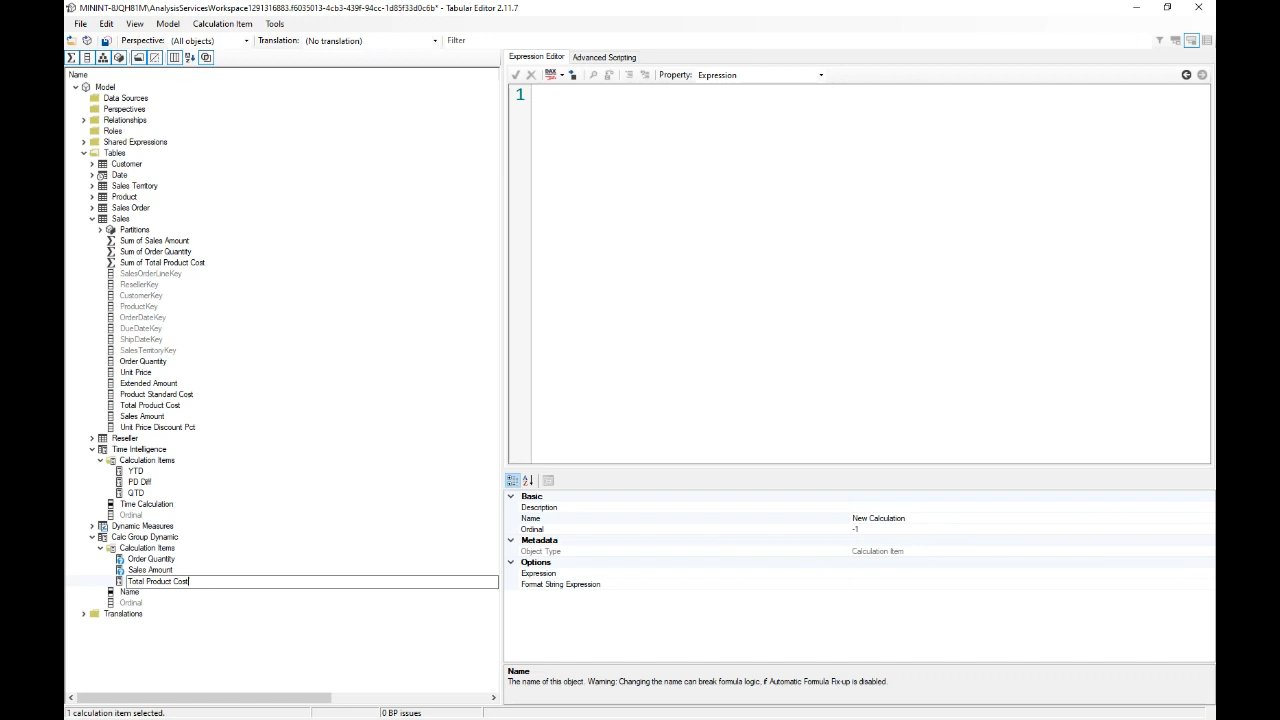 MININT-8JQH81M\AnalysisServicesWorkspace1291316883.f6035013-4cb3-439f-94cc-1d85f33d0c6b* - Tabular Editor 2.11.7
File Edit View Model Calculation Item Tools
Perspective: (All objects) Translation: (No translation) Filter
Expression Editor Advanced Scripting
Property: Expression
Name
1
Model
Data Sources
Perspectives
Relationships
Roles
Shared Expressions
Tables
Customer
Date
Sales Territory
Product
Sales Order
Sales
Partitions
Sum of Sales Amount
Sum of Order Quantity
Sum of Total Product Cost
SalesOrderLineKey
ResellerKey
CustomerKey
ProductKey
OrderDateKey
DueDateKey
ShipDateKey
SalesTerritoryKey
Order Quantity
Unit Price
Extended Amount
Product Standard Cost
Total Product Cost
Sales Amount
Unit Price Discount Pct
Reseller
Time Intelligence
Calculation Items
YTD
PD Diff
QTD
Time Calculation
Ordinal
Dynamic Measures
Calc Group Dynamic
Calculation Items
Order Quantity
Sales Amount
Total Product Cost
Name
Ordinal
Translations
Basic
Description
Name New Calculation
Ordinal -1
Metadata
Object Type Calculation Item
Options
Expression
Format String Expression
Name
The name of this object. Warning: Changing the name can break formula logic, if Automatic Formula Fix-up is disabled.
1 calculation item selected. 0 BP issues